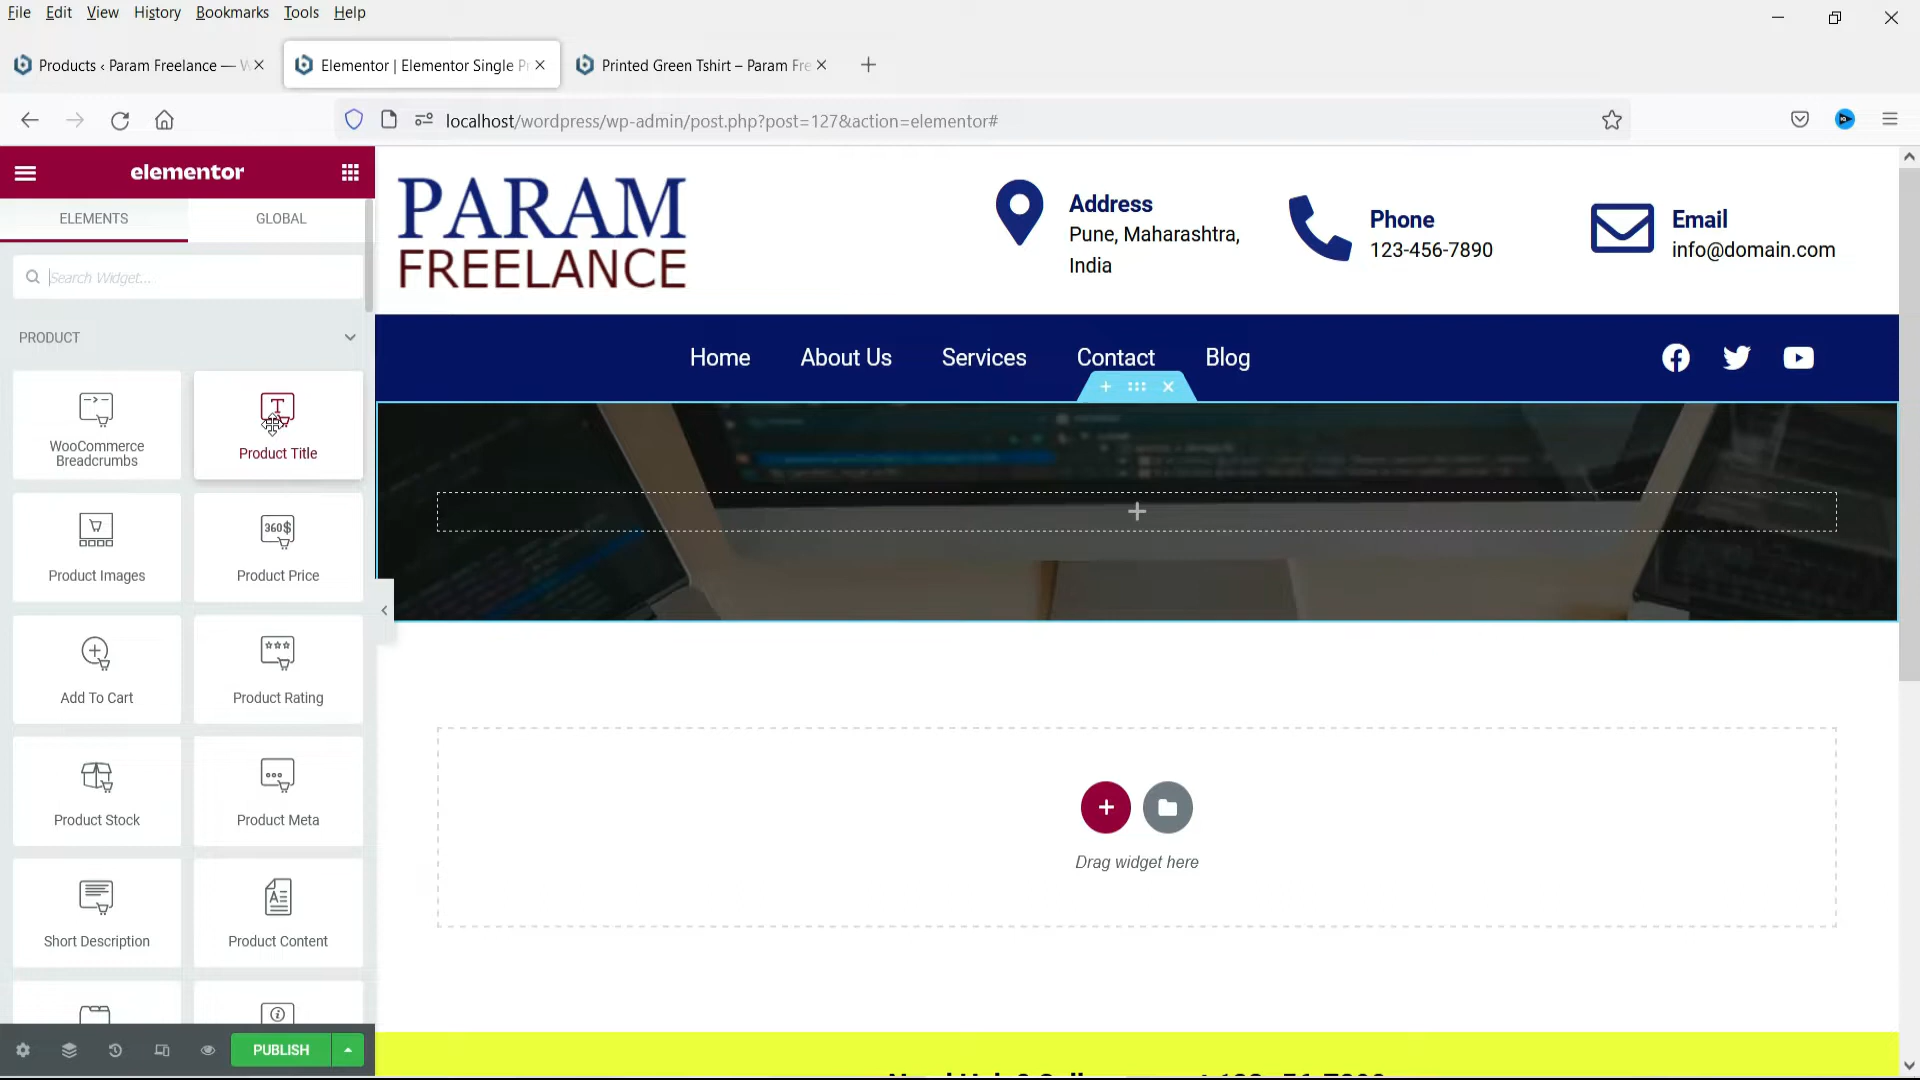 File Edit View History Bookmarks Tools Help
Products ‹ Param Freelance —
Elementor | Elementor Single Pr
Printed Green Tshirt – Param Fre
localhost/wordpress/wp-admin/post.php?post=127&action=elementor#
elementor
ELEMENTS GLOBAL
Search Widget...
PRODUCT
WooCommerce
Breadcrumbs
Product Title
Product Images
Product Price
360$
Add To Cart
Product Rating
Product Stock
Product Meta
Short Description
Product Content
PUBLISH
PARAM
FREELANCE
Address
Pune, Maharashtra,
India
Phone
123-456-7890
Email
info@domain.com
Home About Us Services Contact Blog
Drag widget here